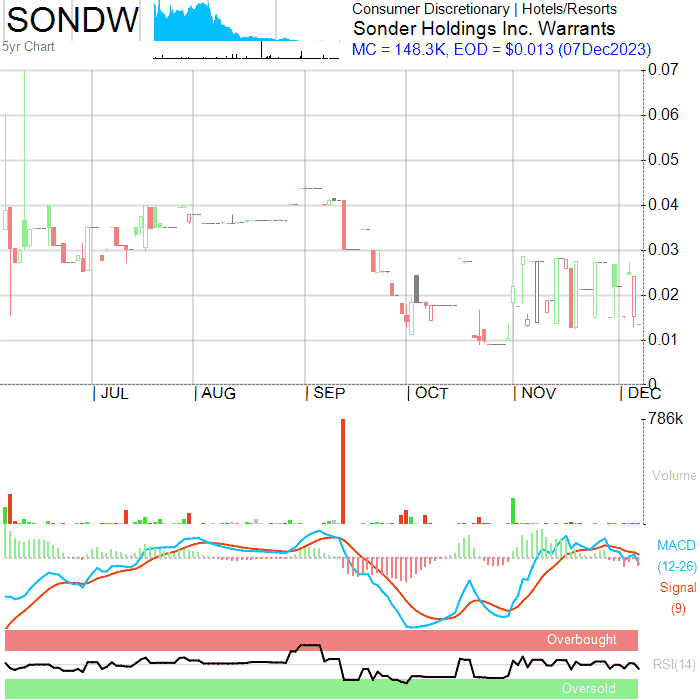 SONDW
5yr Chart
Consumer Discretionary | Hotels/Resorts
Sonder Holdings Inc. Warrants
MC = 148.3K, EOD = $0.013 (07Dec2023)
0.07
0.06
0.05
0.04
0.03
0.02
0.01
0
JUL AUG SEP OCT NOV DEC
786k
Volume
MACD
(12-26)
Signal
(9)
Overbought
RSI(14)
Oversold